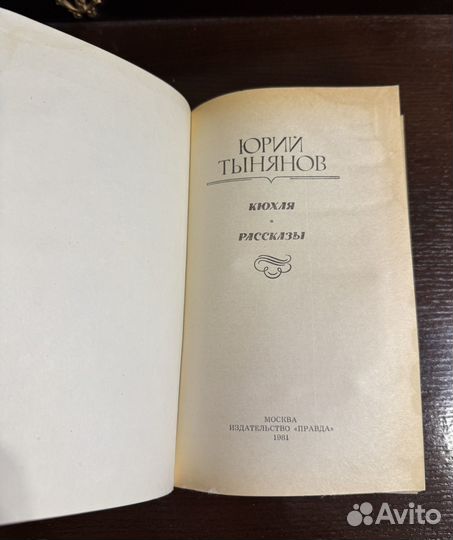 ЮРИЙ
ТЫНЯНОВ
КЮХЛЯ
•
РАССКАЗЫ
МОСКВА
ИЗДАТЕЛЬСТВО «ПРАВДА»
1981
Avito